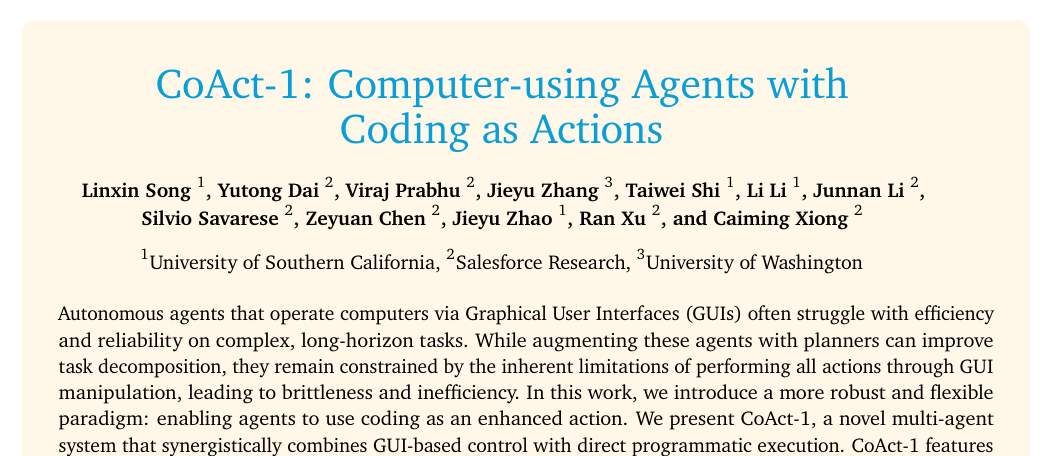 CoAct-1: Computer-using Agents with
Coding as Actions
Linxin Song 1, Yutong Dai 2, Viraj Prabhu 2, Jieyu Zhang 3, Taiwei Shi 1, Li Li 1, Junnan Li 2,
Silvio Savarese 2, Zeyuan Chen 2, Jieyu Zhao 1, Ran Xu 2, and Caiming Xiong 2
1University of Southern California, 2Salesforce Research, 3University of Washington
Autonomous agents that operate computers via Graphical User Interfaces (GUIs) often struggle with efficiency
and reliability on complex, long-horizon tasks. While augmenting these agents with planners can improve
task decomposition, they remain constrained by the inherent limitations of performing all actions through GUI
manipulation, leading to brittleness and inefficiency. In this work, we introduce a more robust and flexible
paradigm: enabling agents to use coding as an enhanced action. We present CoAct-1, a novel multi-agent
system that synergistically combines GUI-based control with direct programmatic execution. CoAct-1 features